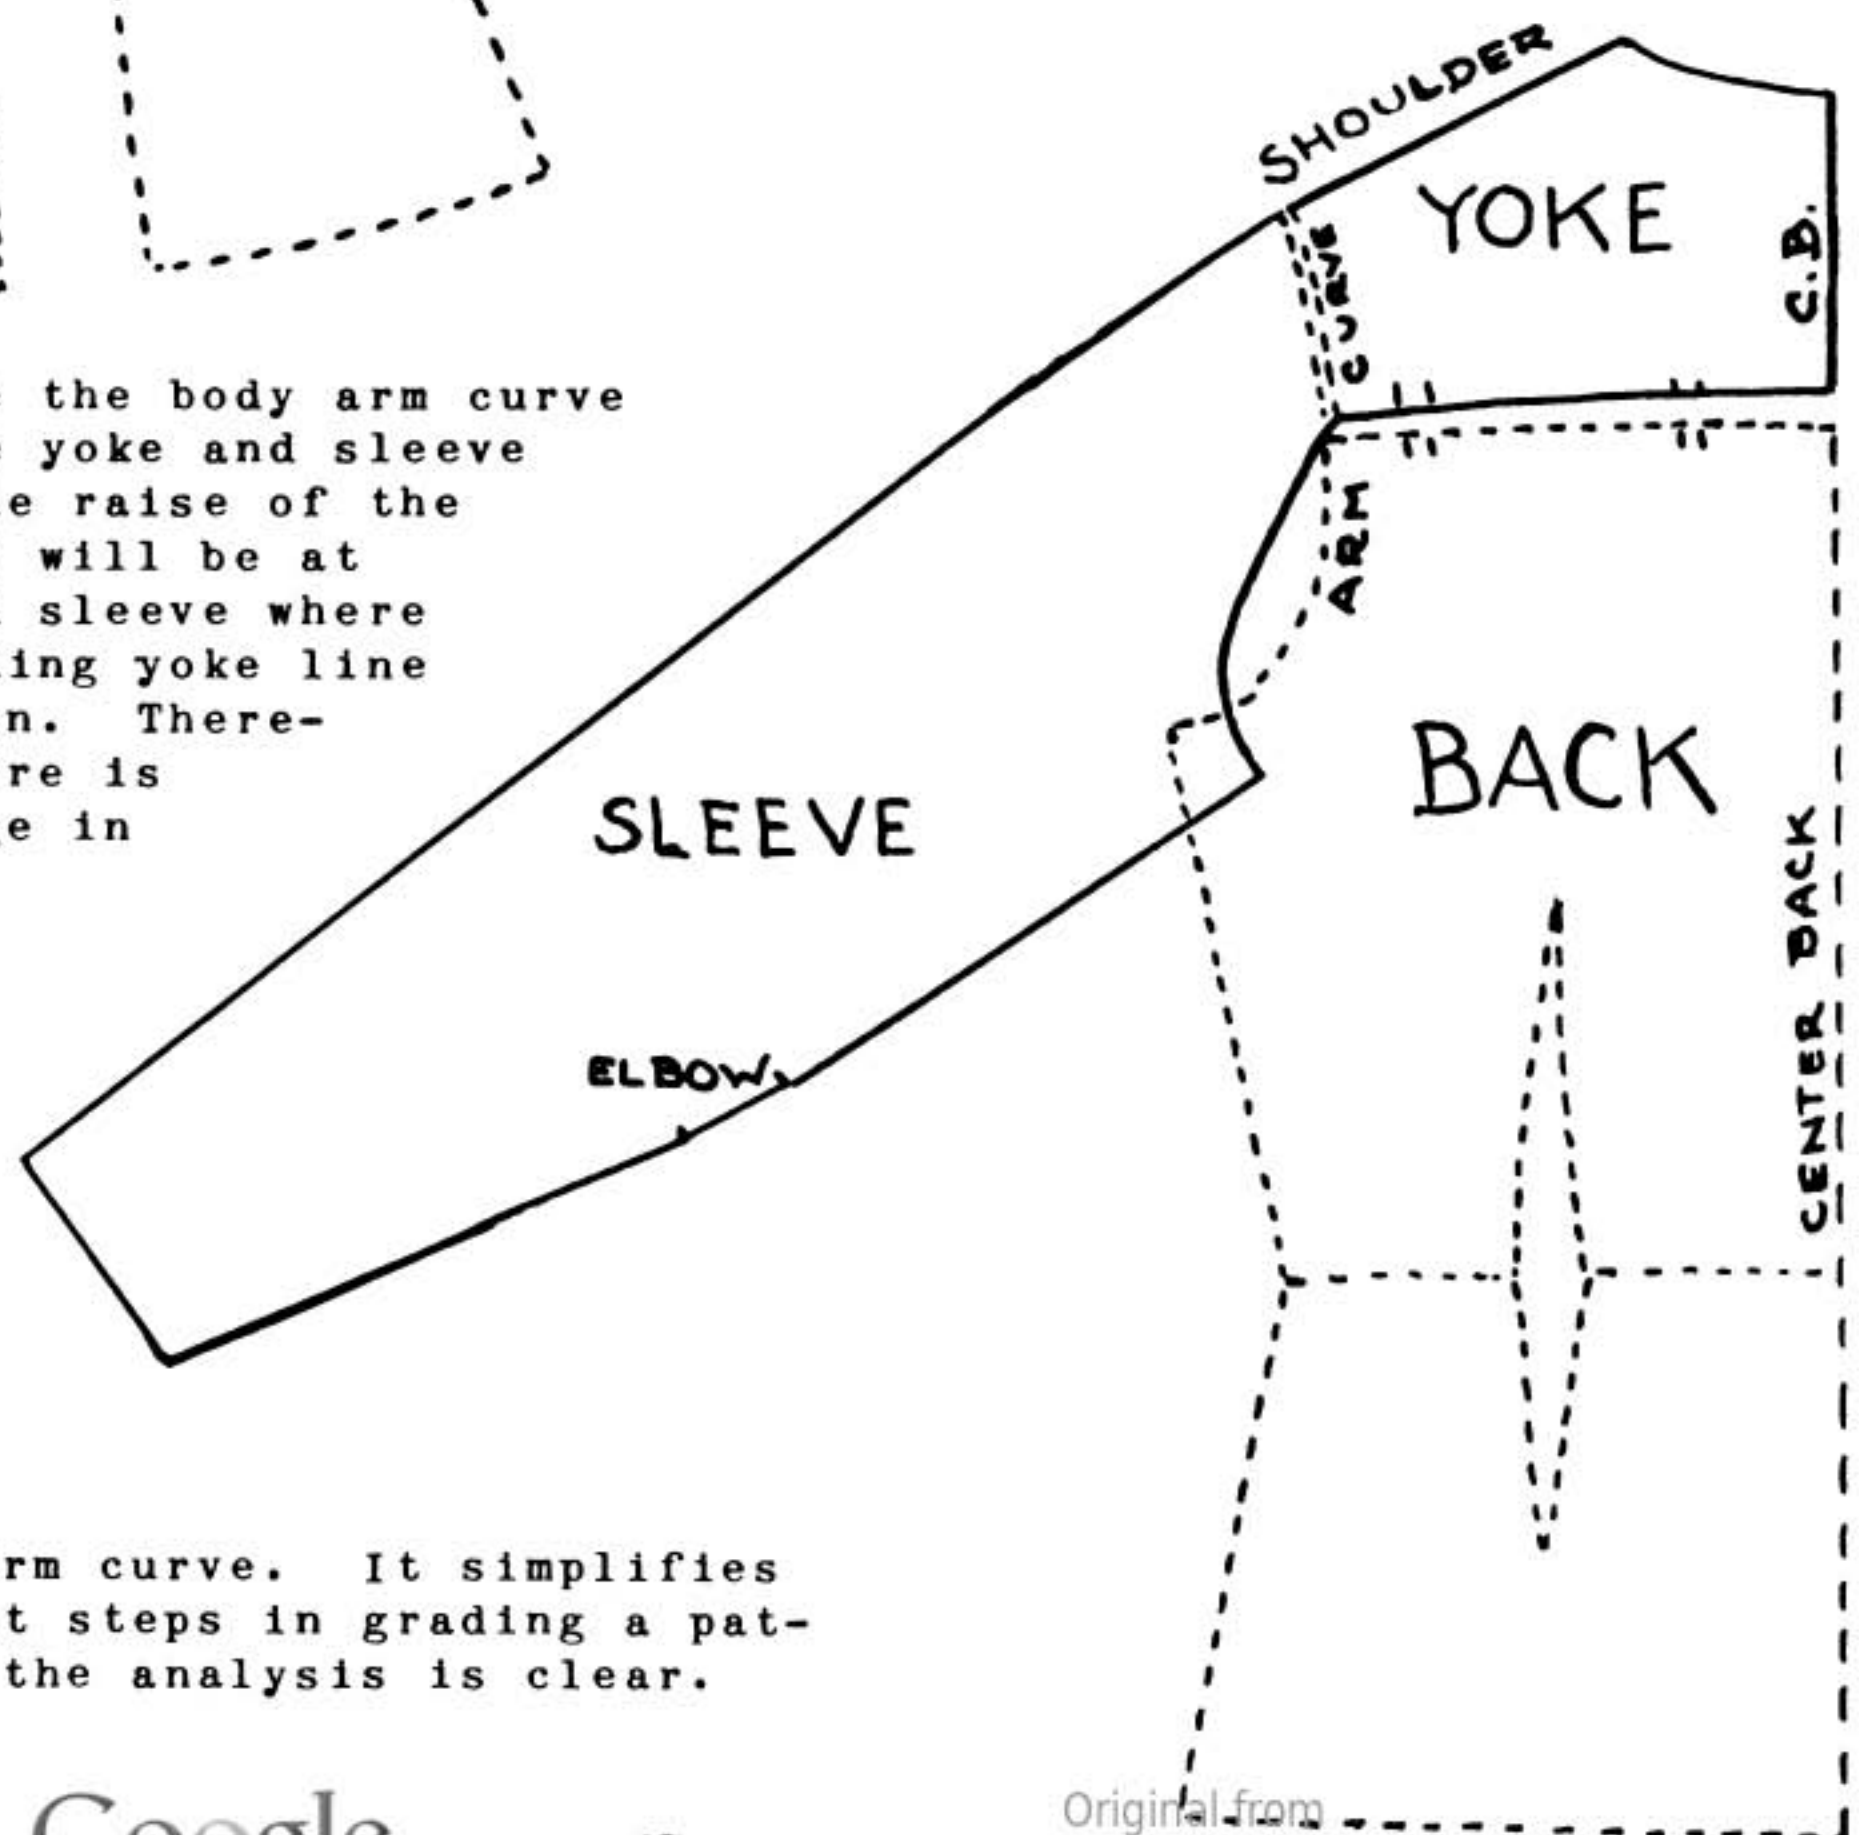 SHOULDER
YOKE
C.B.
CURVE
the body arm curve
yoke and sleeve
e raise of the
will be at
sleeve where
ing yoke line
n. There-
re is
e in
ARM
BACK
SLEEVE
CENTER BACK
ELBOW
rm curve. It simplifies
t steps in grading a pat-
the analysis is clear.
Google
Original from